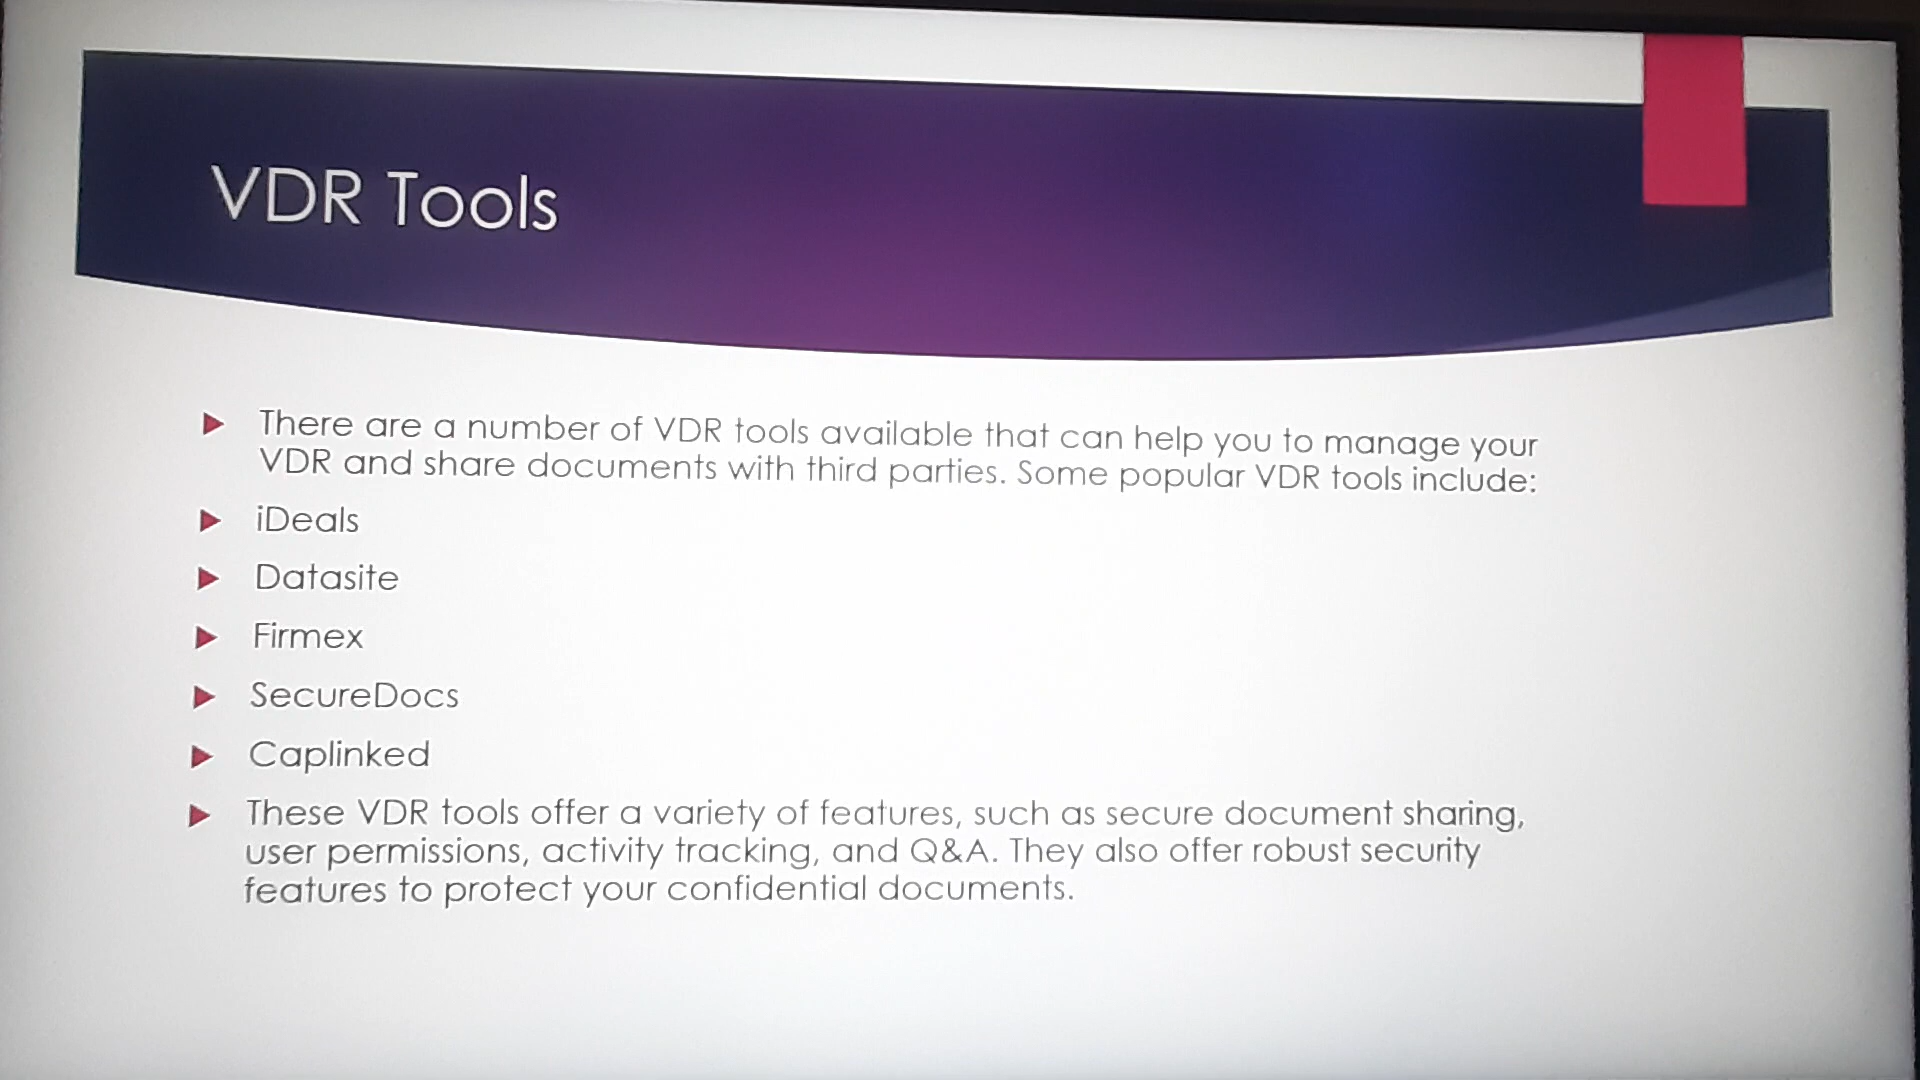 VDR Tools
There are a number of VDR tools available that can help you to manage your
VDR and share documents with third parties. Some popular VDR tools include:
iDeals
Datasite
Firmex
SecureDocs
Caplinked
These VDR tools offer a variety of features, such as secure document sharing,
user permissions, activity tracking, and Q&A. They also offer robust security
features to protect your confidential documents.